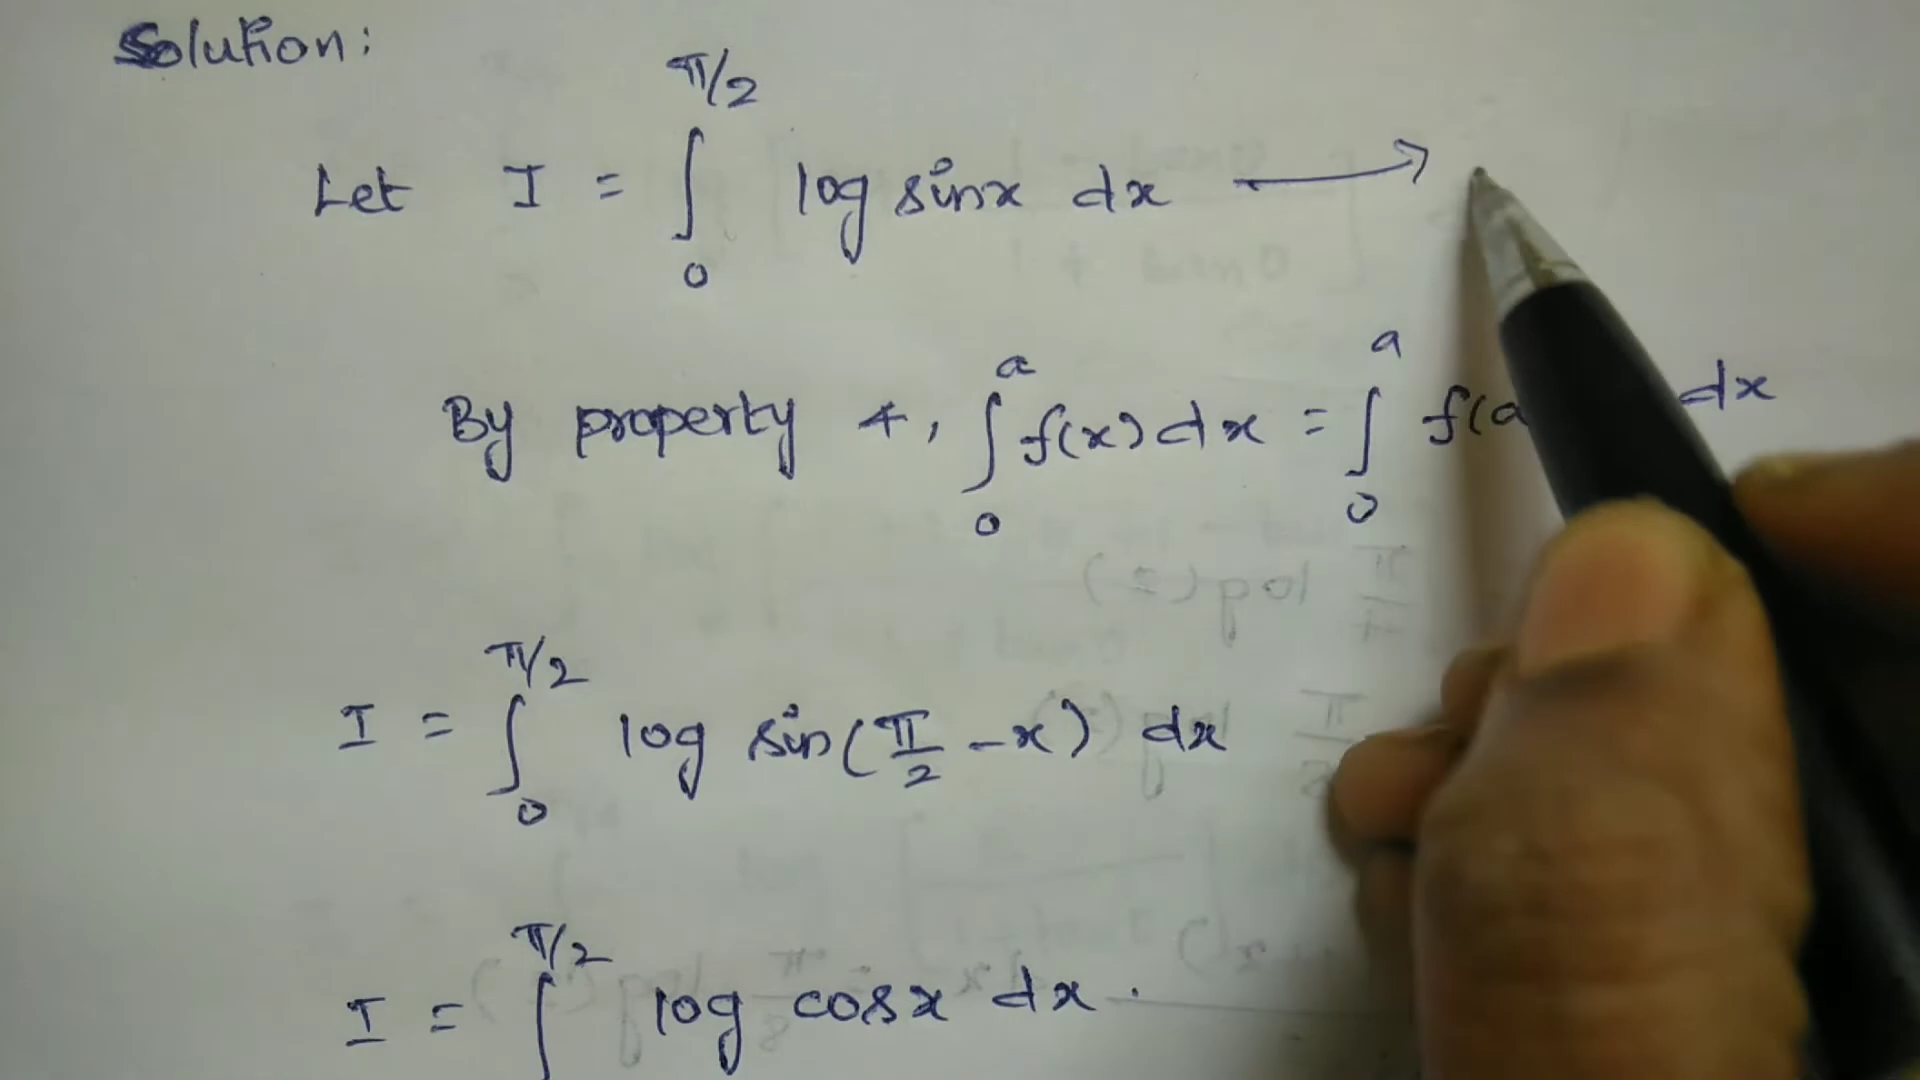 Solution:
Let I = ∫₀^π/2 log sinx dx →
By property 4, ∫₀^a f(x) dx = ∫₀^a f(a dx
I = ∫₀^π/2 log sin(π/2 - x) dx
I = ∫^π/2 log cosx dx.